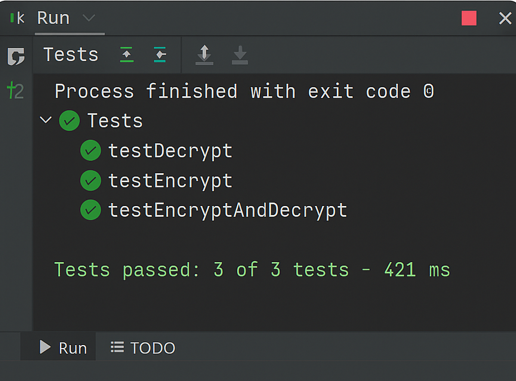 k Run
Tests
2
Process finished with exit code 0
Tests
testDecrypt
testEncrypt
testEncryptAndDecrypt
Tests passed: 3 of 3 tests - 421 ms
Run TODO